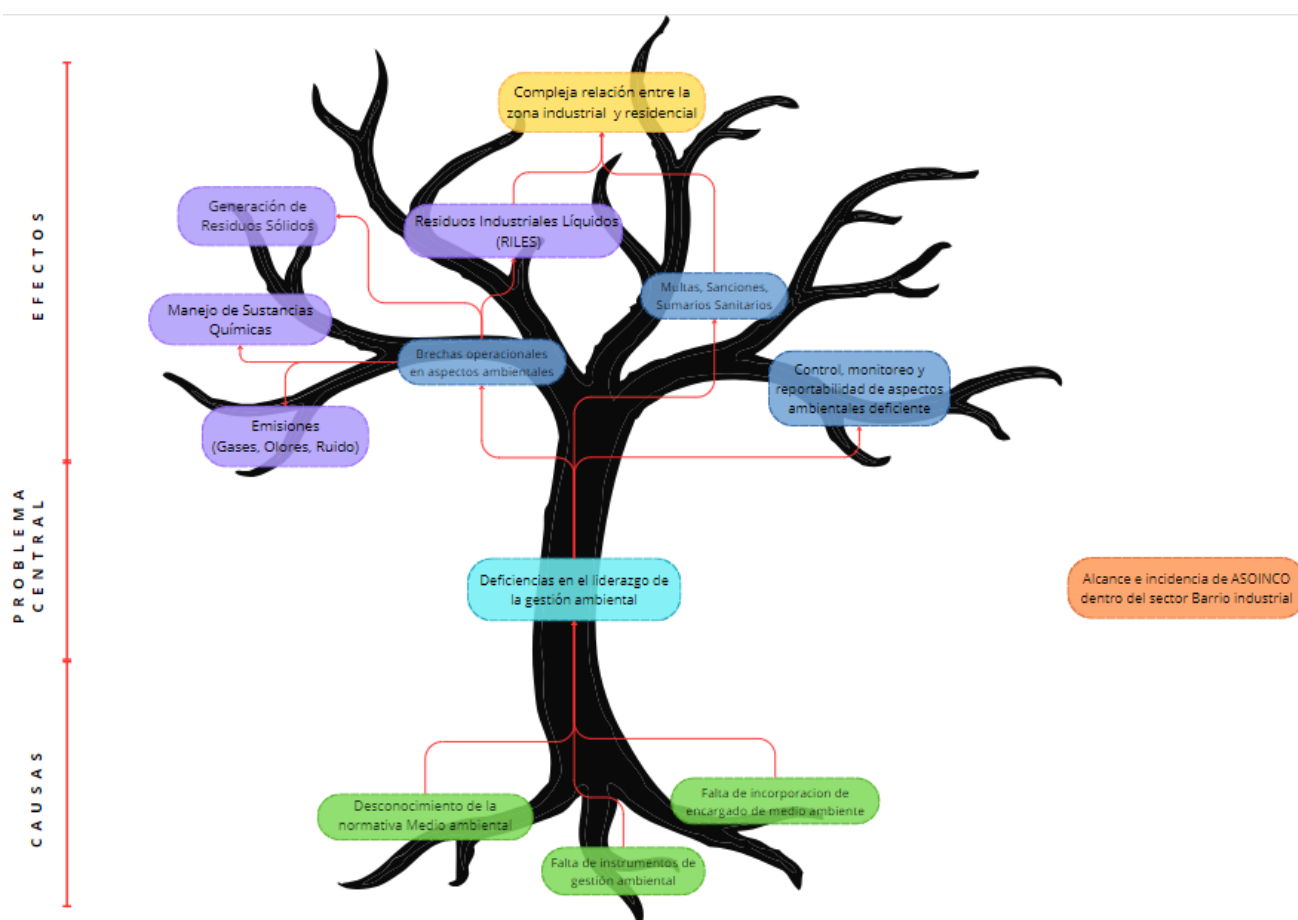 EFECTOS
PROBLEMA
CENTRAL
CAUSAS
Compleja relación entre la
zona industrial y residencial
Generación de
Residuos Sólidos
Residuos Industriales Líquidos
(RILES)
Manejo de Sustancias
Químicas
Multas, Sanciones,
Sumarios Sanitarios
Brechas operacionales
en aspectos ambientales
Control, monitoreo y
reportabilidad de aspectos
ambientales deficiente
Emisiones
(Gases, Olores, Ruido)
Deficiencias en el liderazgo de
la gestión ambiental
Alcance e incidencia de ASOINCO
dentro del sector Barrio industrial
Desconocimiento de la
normativa Medio ambiental
Falta de incorporacion de
encargado de medio ambiente
Falta de instrumentos de
gestión ambiental